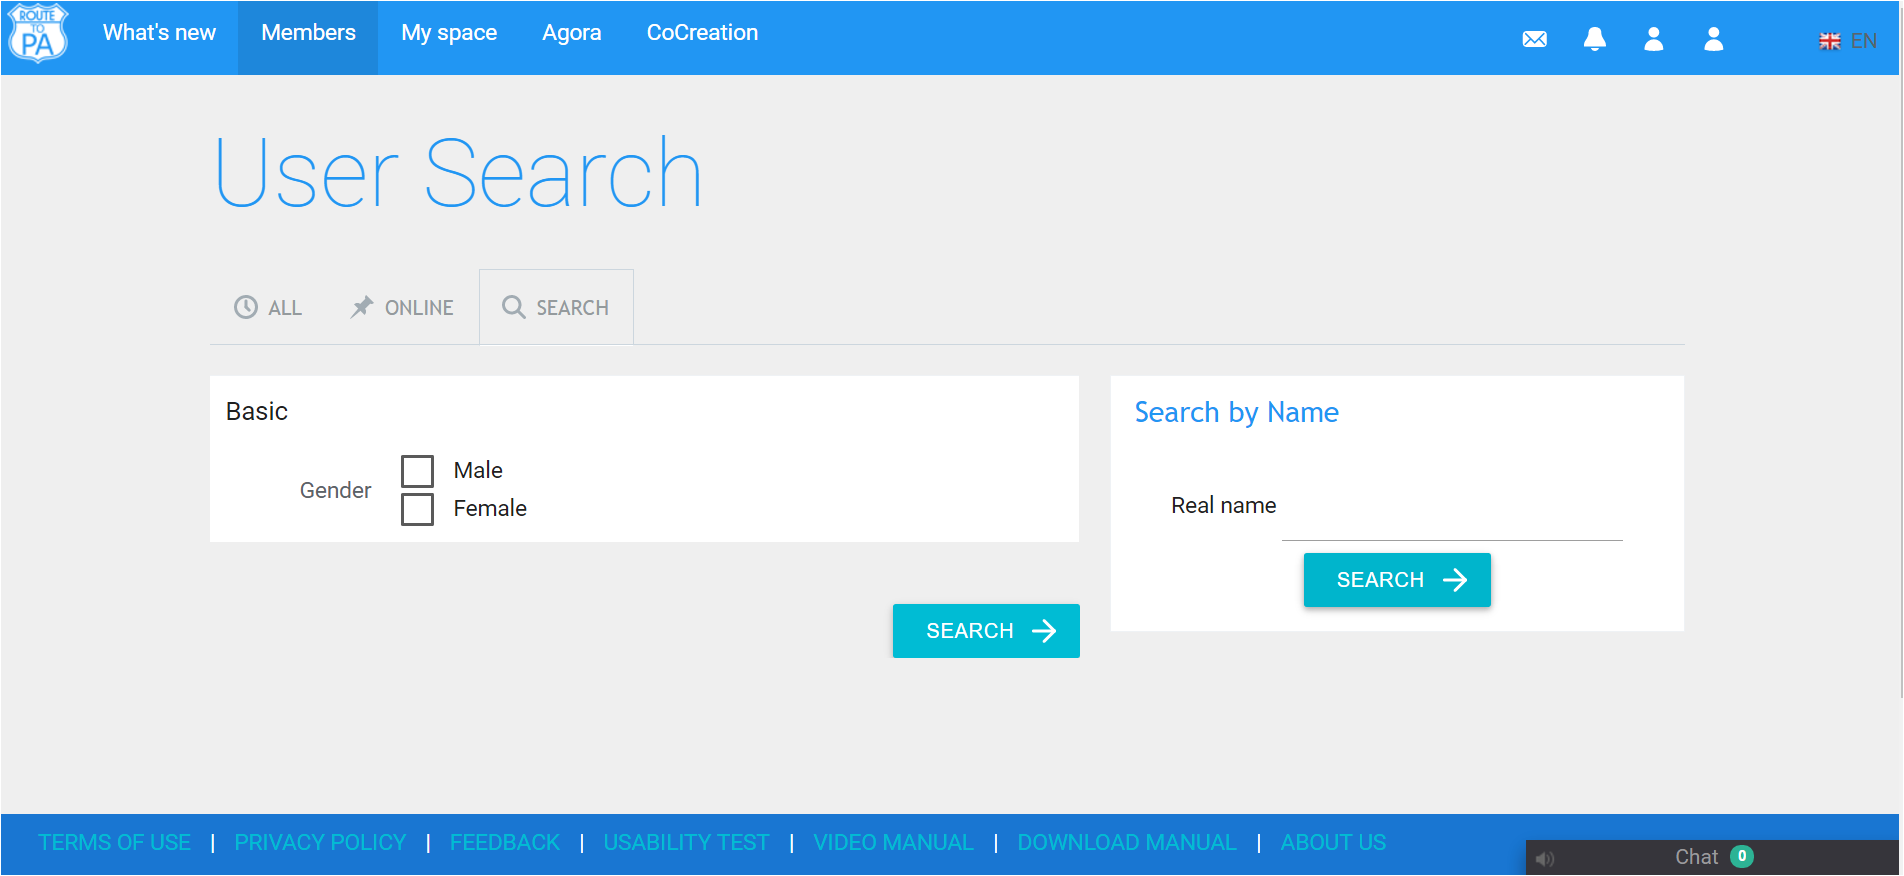 ROUTE
TO
PA
What's new Members My space Agora CoCreation EN
User Search
ALL ONLINE SEARCH
Basic
Gender
Male
Female
SEARCH
Search by Name
Real name
SEARCH
TERMS OF USE | PRIVACY POLICY | FEEDBACK | USABILITY TEST | VIDEO MANUAL | DOWNLOAD MANUAL | ABOUT US
Chat 0